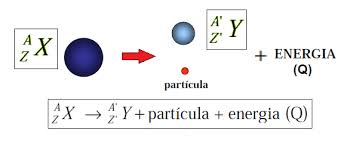 A Z X
A' Z' Y
+ ENERGIA
(Q)
partícula
A Z X → A' Z' Y + partícula + energia (Q)